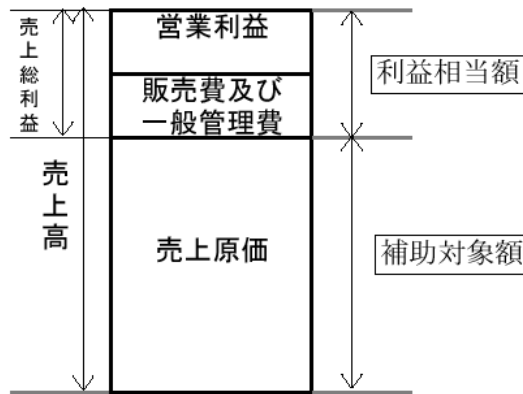 売上総利益
営業利益
利益相当額
販売費及び
一般管理費
売上高
売上原価
補助対象額